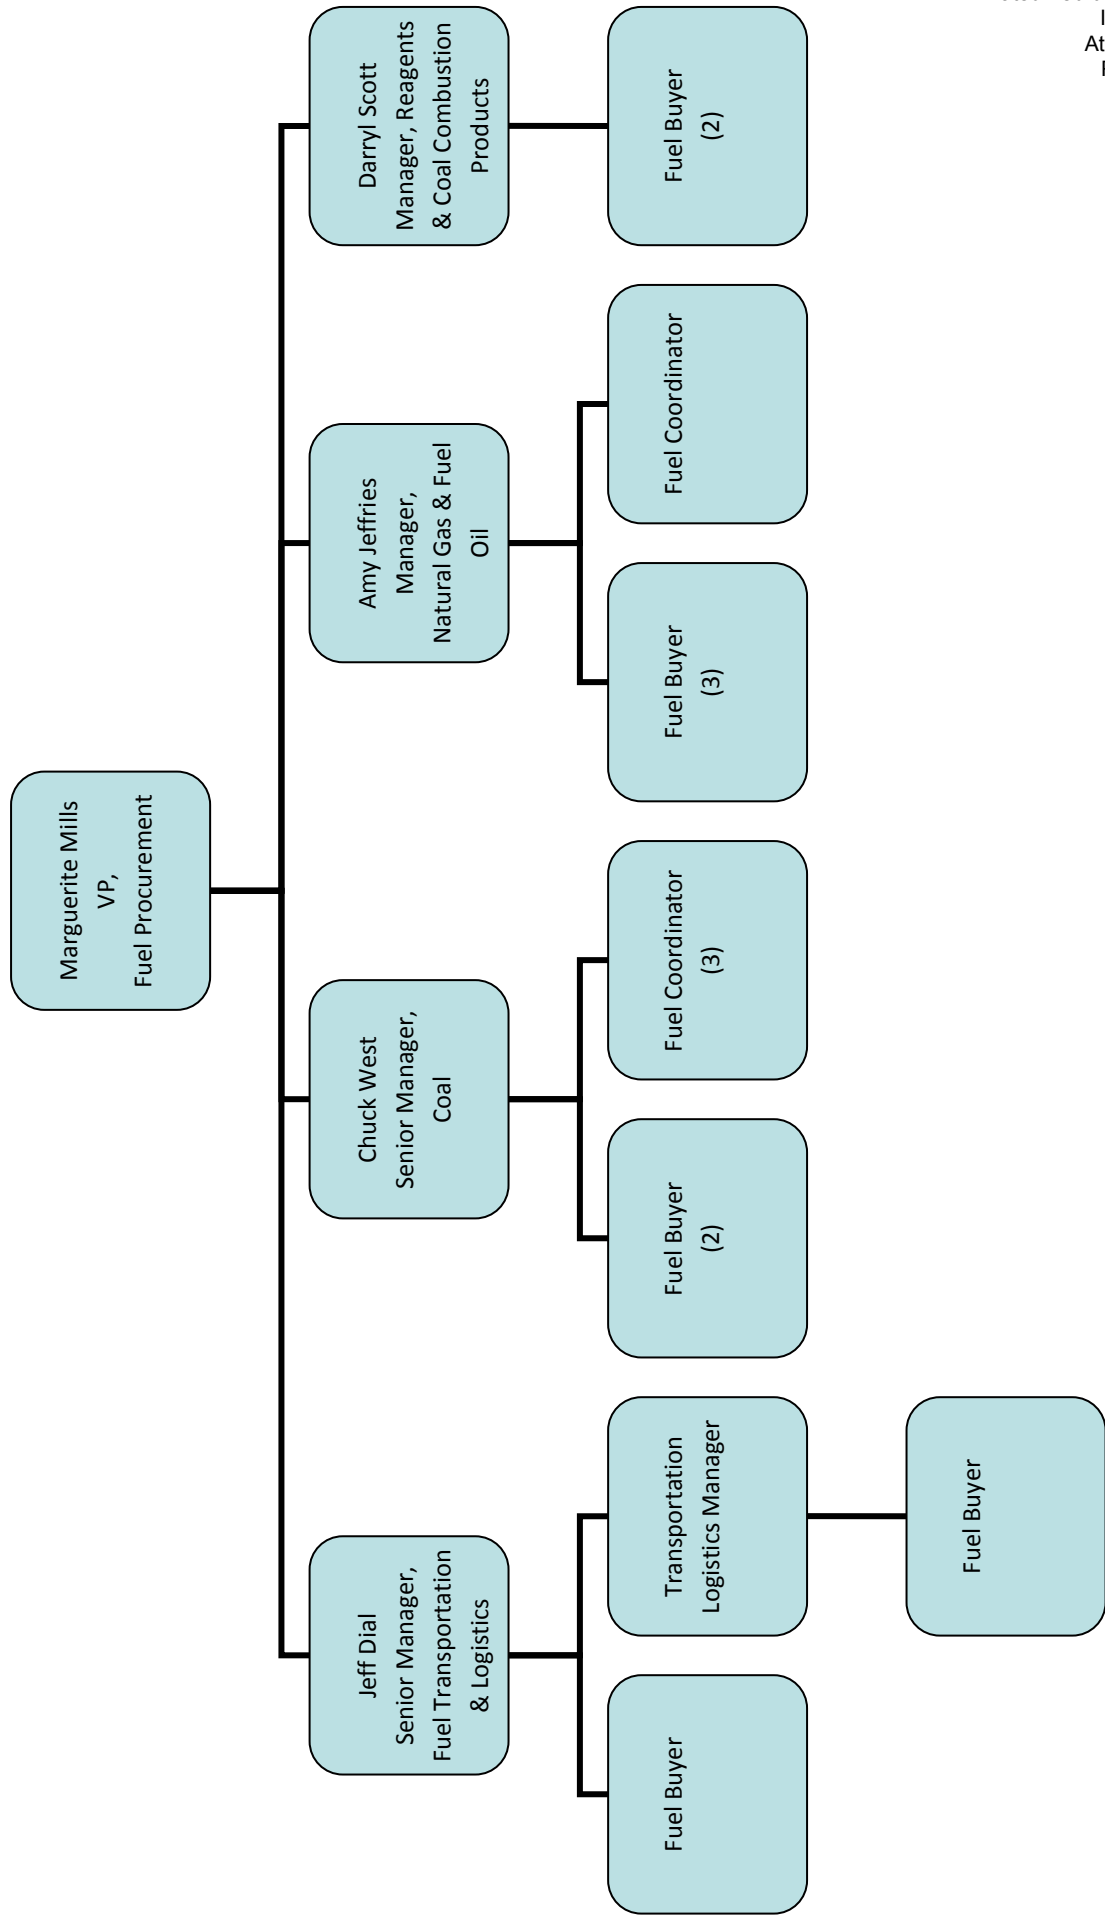 Marguerite Mills
VP,
Fuel Procurement
Jeff Dial
Senior Manager,
Fuel Transportation
& Logistics
Chuck West
Senior Manager,
Coal
Amy Jeffries
Manager,
Natural Gas & Fuel
Oil
Darryl Scott
Manager, Reagents
& Coal Combustion
Products
Fuel Buyer
Transportation
Logistics Manager
Fuel Buyer
(2)
Fuel Coordinator
(3)
Fuel Buyer
(3)
Fuel Coordinator
Fuel Buyer
(2)
Fuel Buyer